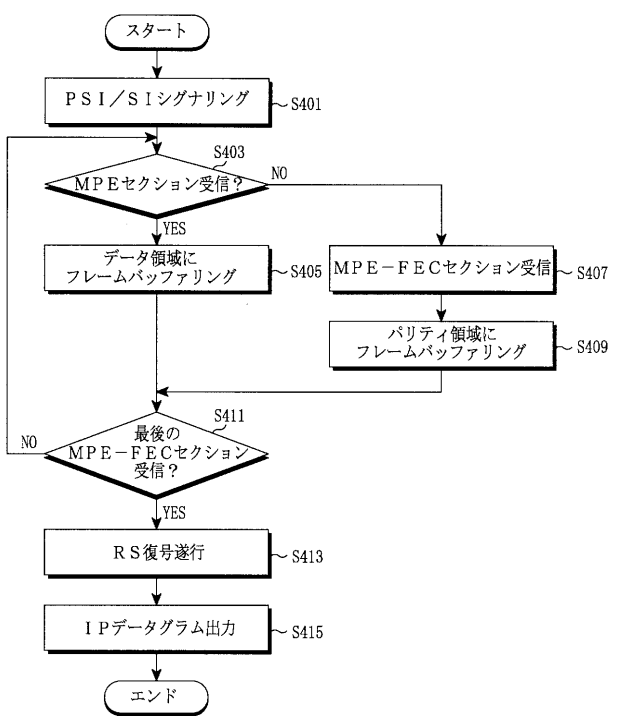 スタート
PSI/SIシグナリング
S401
S403
MPEセクション受信?
NO
YES
データ領域に
フレームバッファリング
S405
MPE-FECセクション受信
S407
パリティ領域に
フレームバッファリング
S409
S411
最後の
MPE-FECセクション
受信?
NO
YES
RS復号遂行
S413
IPデータグラム出力
S415
エンド